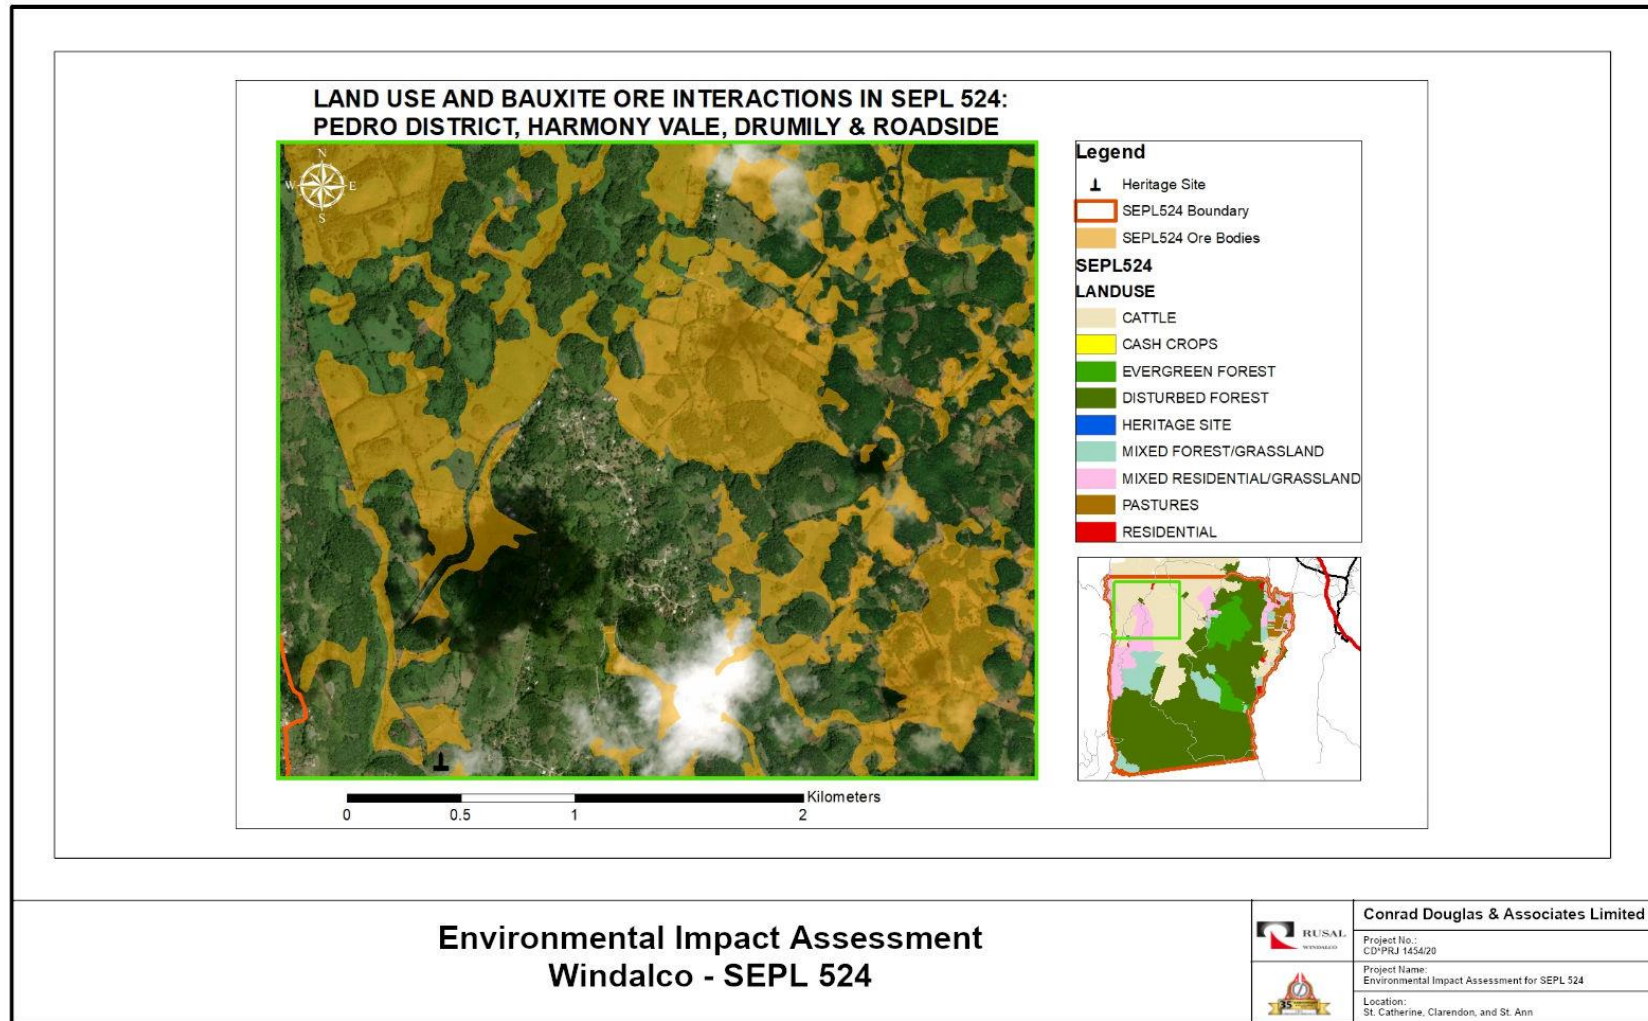 LAND USE AND BAUXITE ORE INTERACTIONS IN SEPL 524:
PEDRO DISTRICT, HARMONY VALE, DRUMILY & ROADSIDE
N
W E
S
Legend
Heritage Site
SEPL524 Boundary
SEPL524 Ore Bodies
SEPL524
LANDUSE
CATTLE
CASH CROPS
EVERGREEN FOREST
DISTURBED FOREST
HERITAGE SITE
MIXED FOREST/GRASSLAND
MIXED RESIDENTIAL/GRASSLAND
PASTURES
RESIDENTIAL
Kilometers
0 0.5 1 2
Environmental Impact Assessment
Windalco - SEPL 524
RUSAL
WINDALCO
35
Conrad Douglas & Associates Limited
Project No.:
CD*PRJ 1454/20
Project Name:
Environmental Impact Assessment for SEPL 524
Location:
St. Catherine, Clarendon, and St. Ann